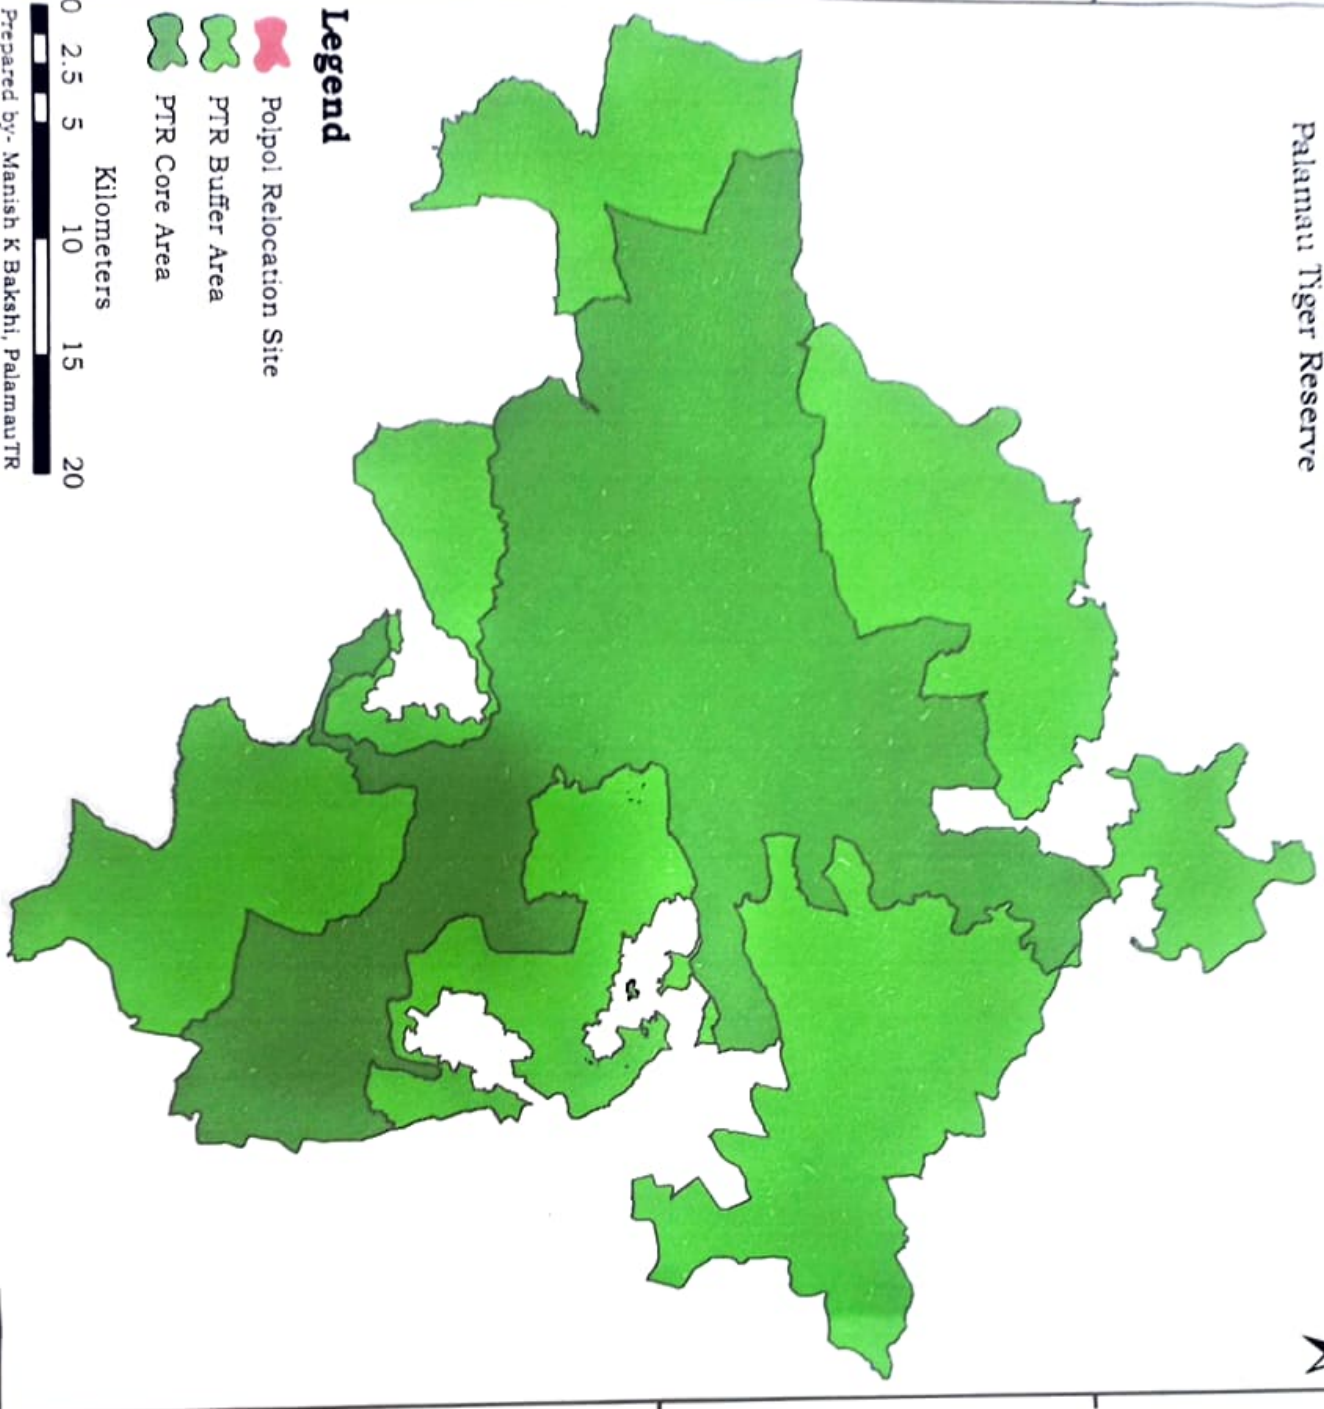 Palamau Tiger Reserve
Legend
Polpol Relocation Site
PTR Buffer Area
PTR Core Area
Kilometers
0 2.5 5 10 15 20
Prepared by- Manish K Bakshi, PalamauTR